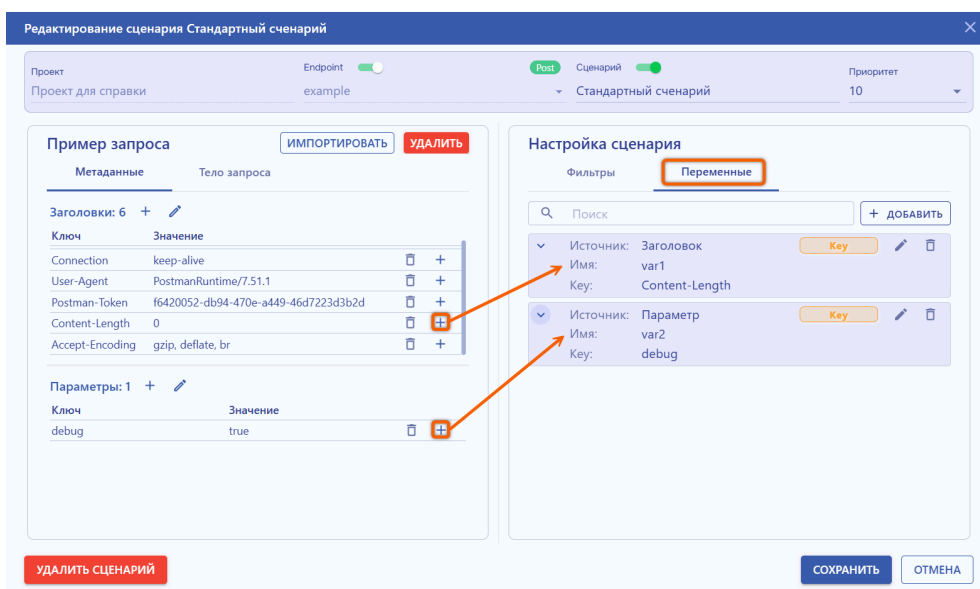 Редактирование сценария Стандартный сценарий
Проект
Endpoint
Post
Сценарий
Приоритет
Проект для справки
example
Стандартный сценарий
10
Пример запроса
ИМПОРТИРОВАТЬ
УДАЛИТЬ
Метаданные
Тело запроса
Заголовки: 6
Ключ Значение
Connection keep-alive
User-Agent PostmanRuntime/7.51.1
Postman-Token f6420052-db94-470e-a449-46d7223d3b2d
Content-Length 0
Accept-Encoding gzip, deflate, br
Параметры: 1
Ключ Значение
debug true
Настройка сценария
Фильтры
Переменные
Поиск
+ ДОБАВИТЬ
Источник: Заголовок Key
Имя: var1
Key: Content-Length
Источник: Параметр Key
Имя: var2
Key: debug
УДАЛИТЬ СЦЕНАРИЙ
СОХРАНИТЬ
ОТМЕНА